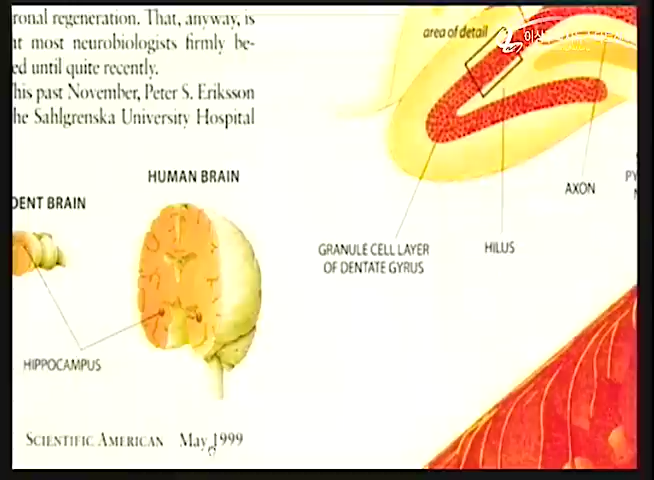 ronal regeneration. That, anyway, is
most neurobiologists firmly be-
ed until quite recently.
his past November, Peter S. Eriksson
he Sahlgrenska University Hospital
area of detail
HUMAN BRAIN
DENT BRAIN
AXON
PY
GRANULE CELL LAYER
OF DENTATE GYRUS
HILUS
HIPPOCAMPUS
SCIENTIFIC AMERICAN May 1999